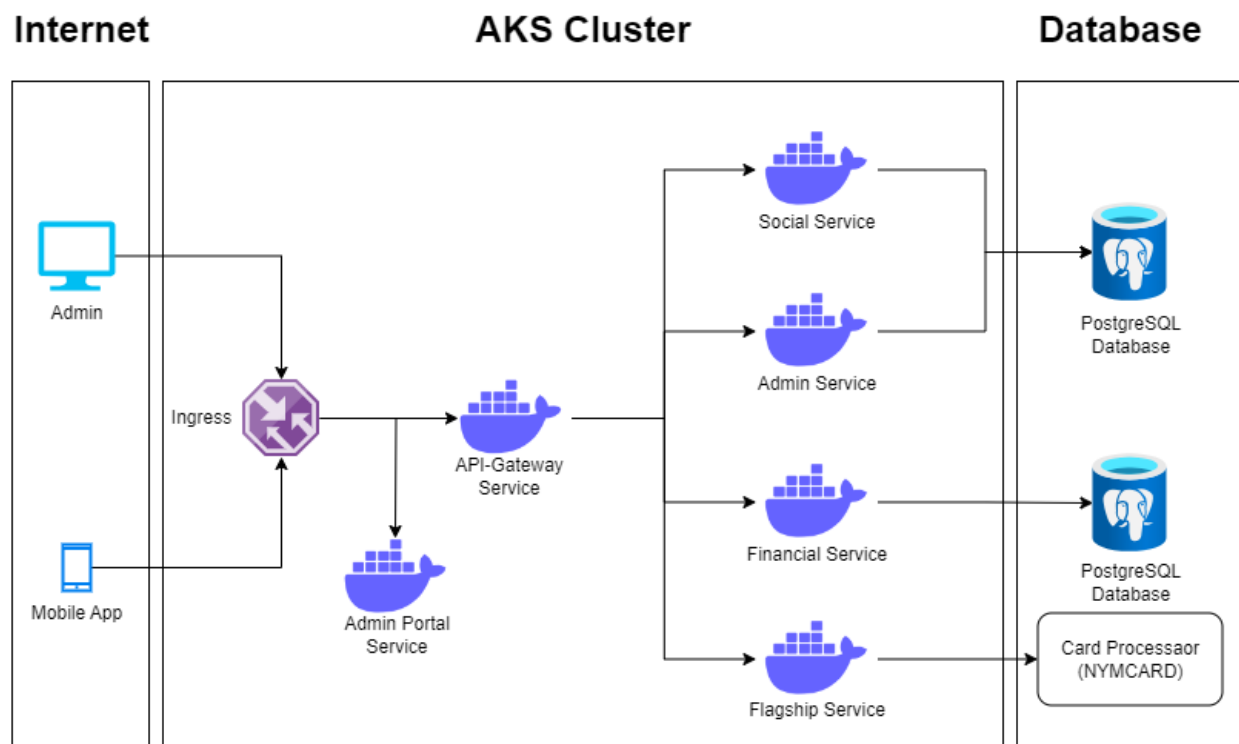 Internet
AKS Cluster
Database
Social Service
Admin
PostgreSQL
Database
Admin Service
Ingress
API-Gateway
Service
Financial Service
PostgreSQL
Database
Mobile App
Admin Portal
Service
Card Processaor
(NYMCARD)
Flagship Service